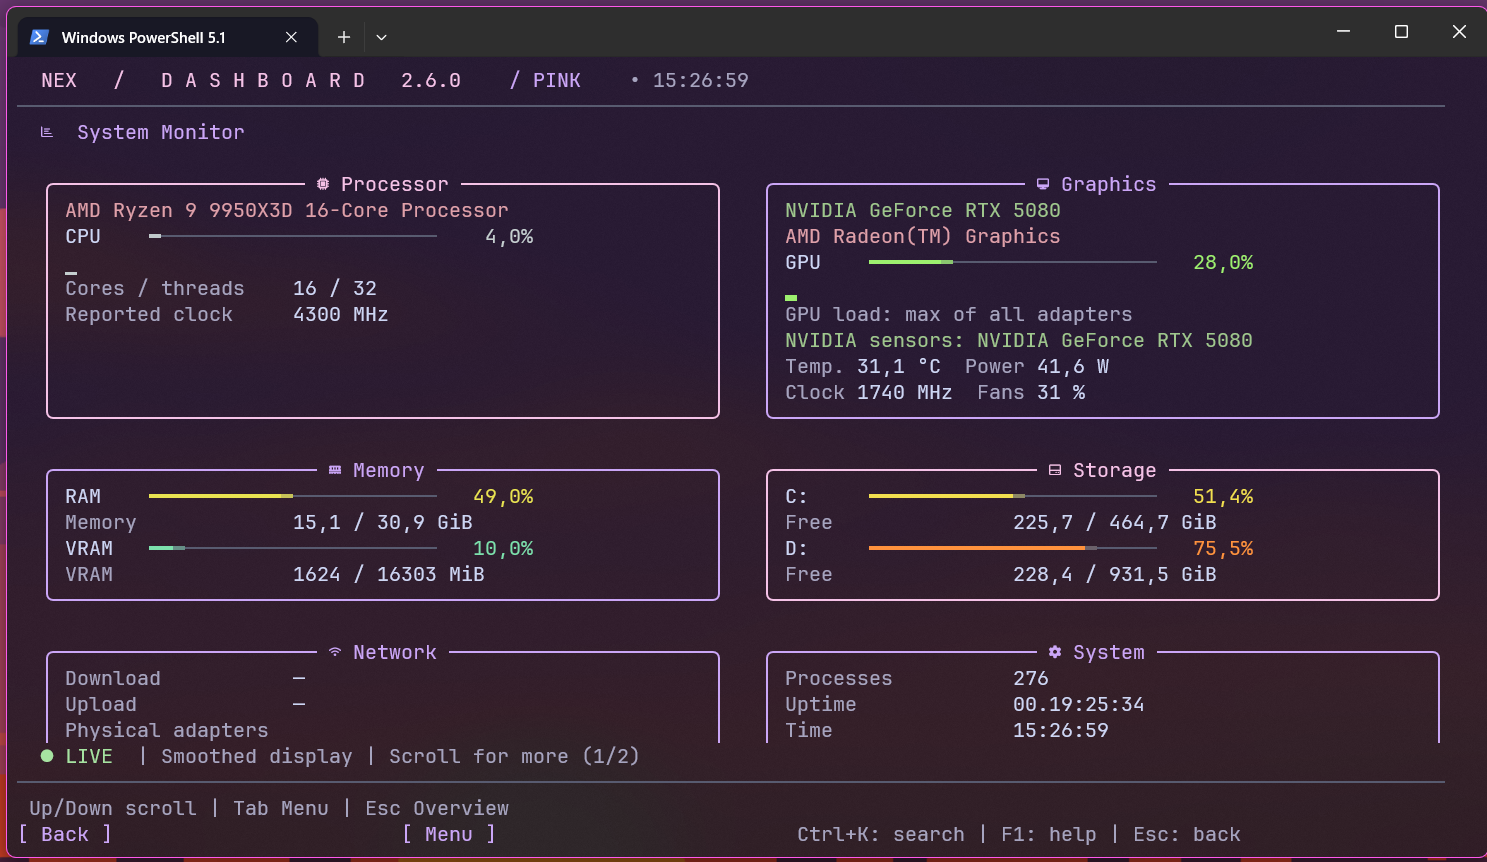 Windows PowerShell 5.1
NEX / D A S H B O A R D 2.6.0 / PINK • 15:26:59
System Monitor
Processor
AMD Ryzen 9 9950X3D 16-Core Processor
CPU 4,0%
Cores / threads 16 / 32
Reported clock 4300 MHz
Graphics
NVIDIA GeForce RTX 5080
AMD Radeon(TM) Graphics
GPU 28,0%
GPU load: max of all adapters
NVIDIA sensors: NVIDIA GeForce RTX 5080
Temp. 31,1 °C Power 41,6 W
Clock 1740 MHz Fans 31 %
Memory
RAM 49,0%
Memory 15,1 / 30,9 GiB
VRAM 10,0%
VRAM 1624 / 16303 MiB
Storage
C: 51,4%
Free 225,7 / 464,7 GiB
D: 75,5%
Free 228,4 / 931,5 GiB
Network
Download —
Upload —
Physical adapters
System
Processes 276
Uptime 00.19:25:34
Time 15:26:59
● LIVE | Smoothed display | Scroll for more (1/2)
Up/Down scroll | Tab Menu | Esc Overview
[ Back ] [ Menu ] Ctrl+K: search | F1: help | Esc: back